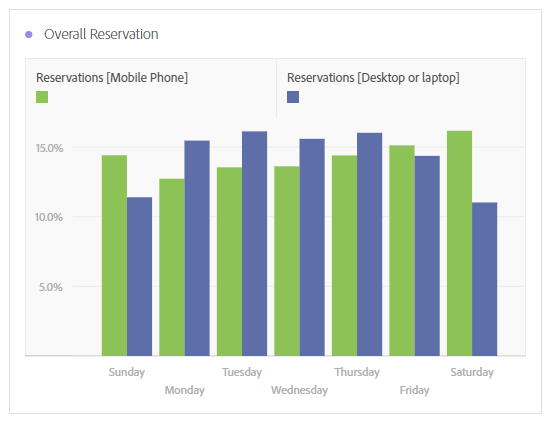 Overall Reservation
Reservations [Mobile Phone]
Reservations [Desktop or laptop]
15.0%
10.0%
5.0%
Sunday
Monday
Tuesday
Wednesday
Thursday
Friday
Saturday